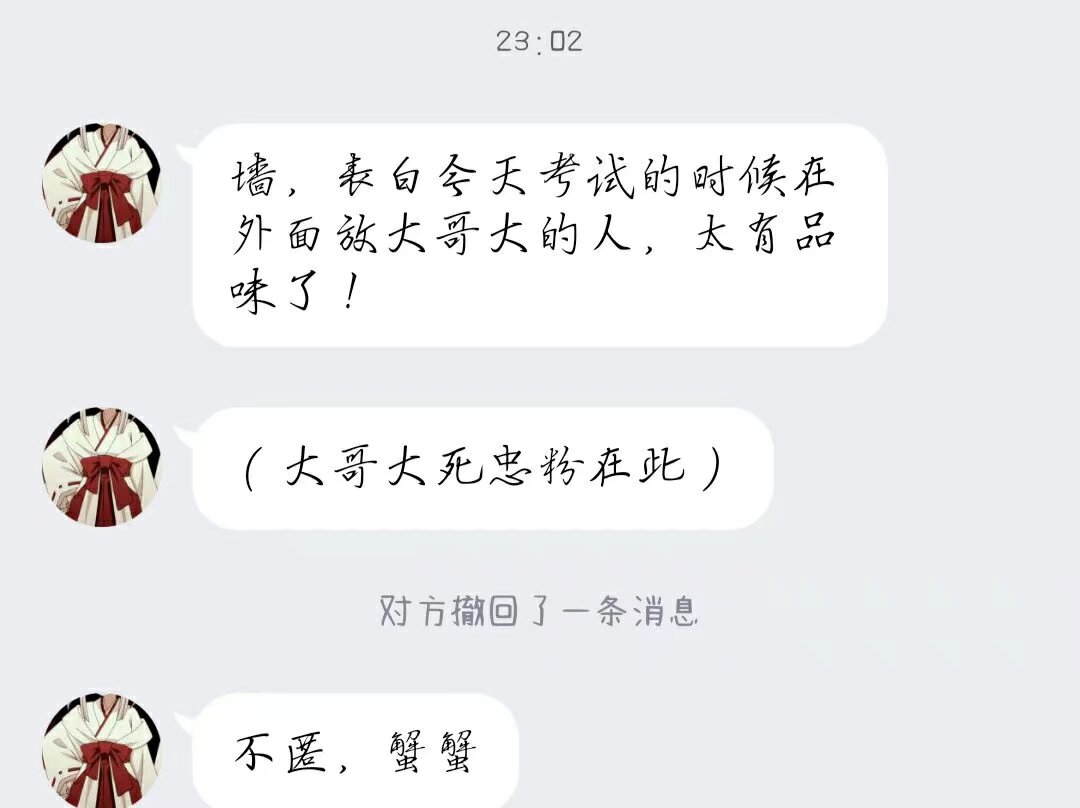 23:02
墙，表白今天考试的时候在
外面放大哥大的人，太有品
味了！
（大哥大死忠粉在此）
对方撤回了一条消息
不匿，蟹蟹